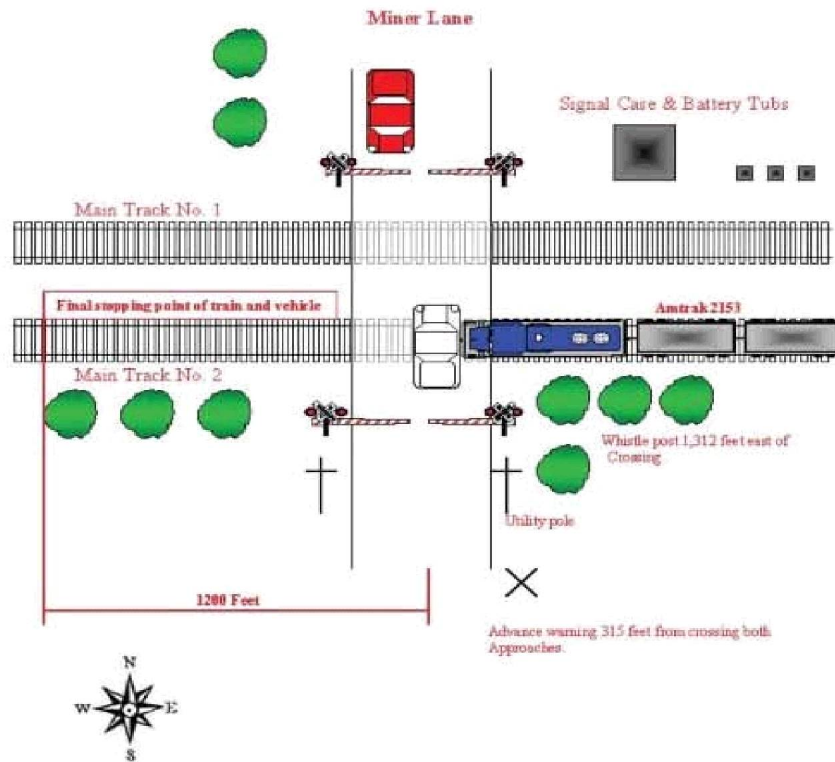 Miner Lane
Signal Case & Battery Tubs
Main Track No. 1
Final stopping point of train and vehicle
Amtrak 2153
Main Track No. 2
Whistle post 1,312 feet east of
Crossing
Utility pole
1200 Feet
Advance warning 315 feet from crossing both
Approaches.
N
W
E
S